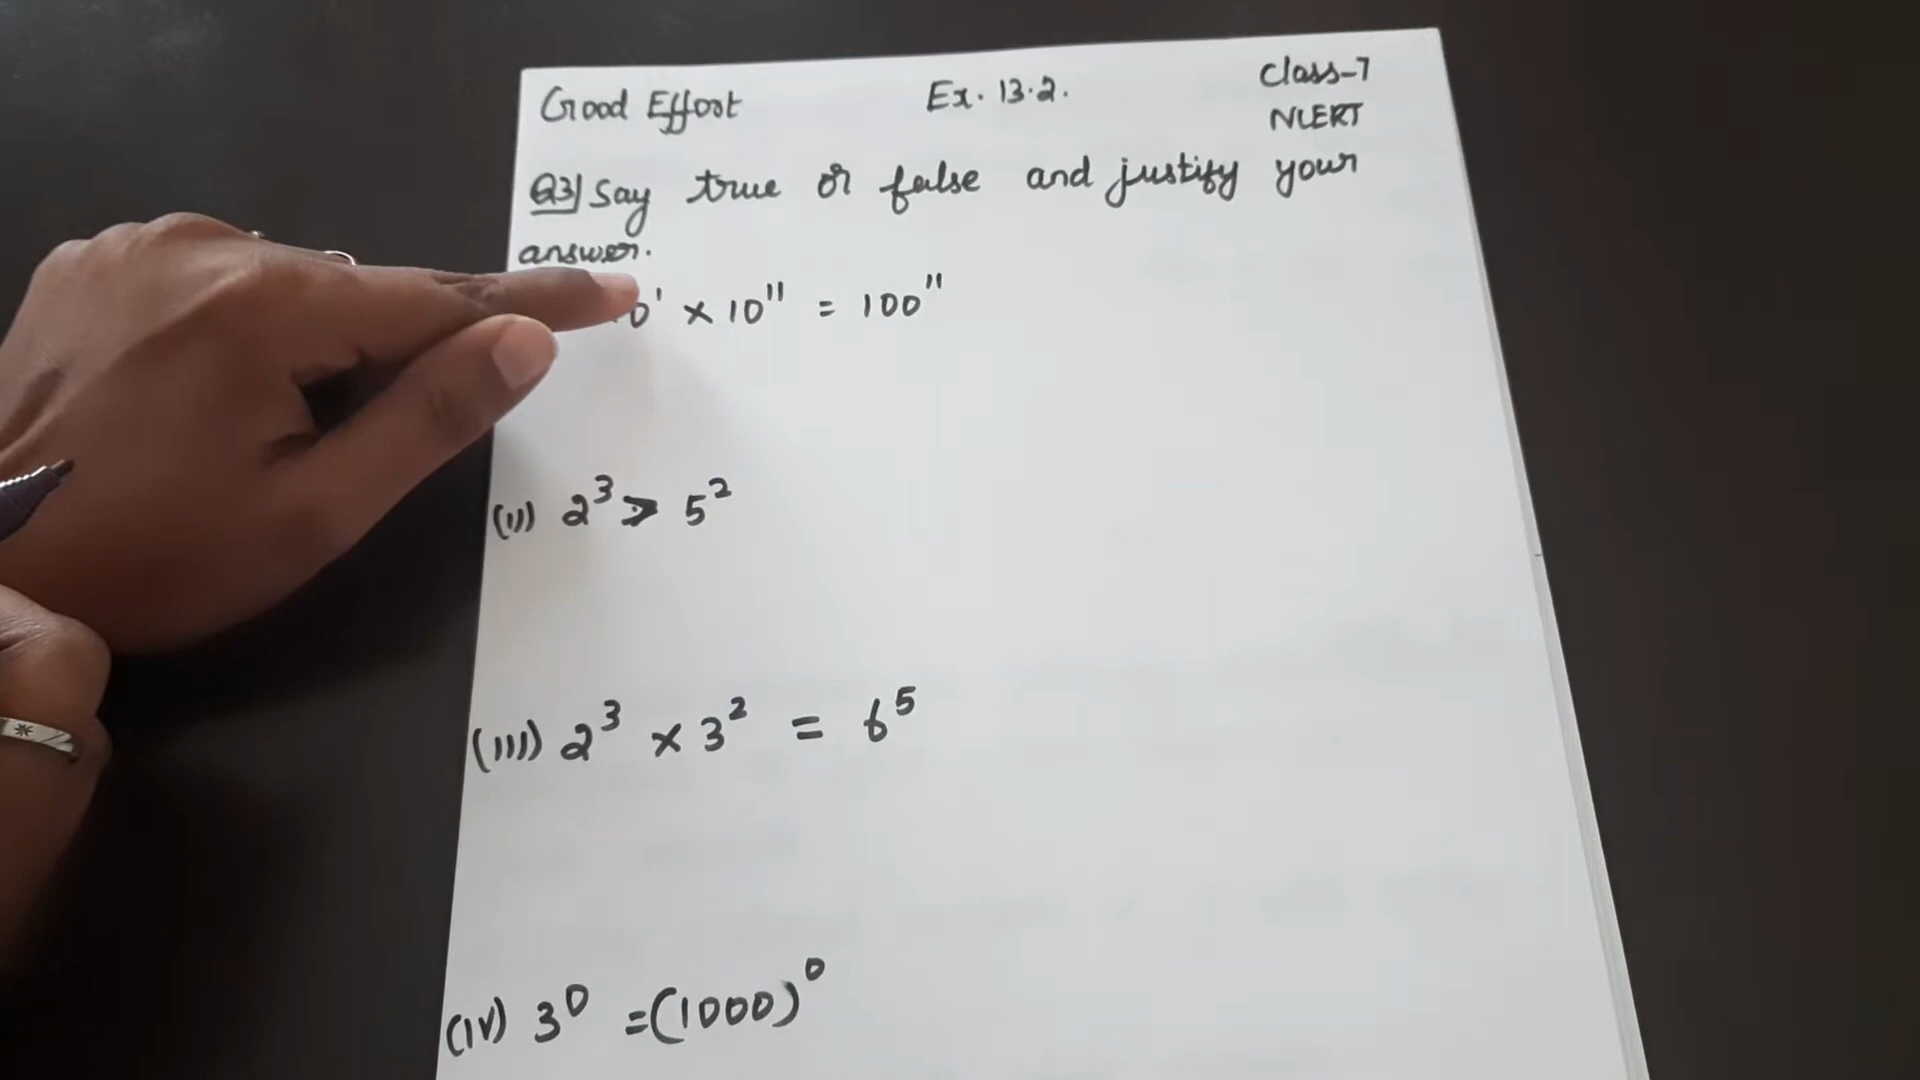 Good Effort Ex. 13.2. Class-7
NCERT
Q3) Say true or false and justify your
answer.
0¹ × 10¹¹ = 100¹¹
(ii) 2³ > 5²
(iii) 2³ × 3² = 6⁵
(iv) 3⁰ = (1000)⁰